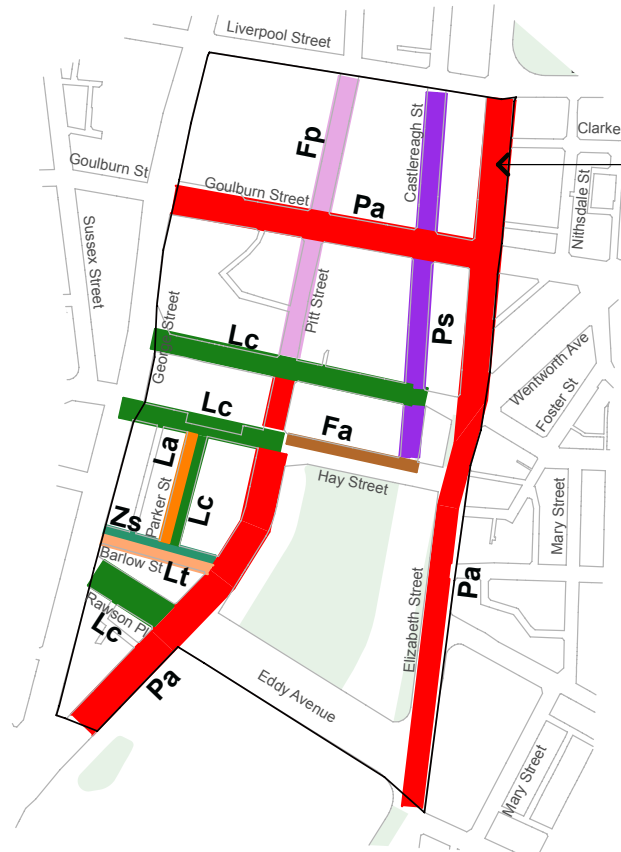 Liverpool Street
Clarke
Castlereagh St
Fp
Goulburn St
Goulburn Street
Pa
Nithsdale St
Sussex Street
Pitt Street
George Street
Lc
Ps
Wentworth Ave
Foster St
Lc
Fa
La
Hay Street
Parker St
Lc
Mary Street
Zs
Barlow St
Lt
Pa
Elizabeth Street
Rawson Pl
Lc
Pa
Eddy Avenue
Mary Street